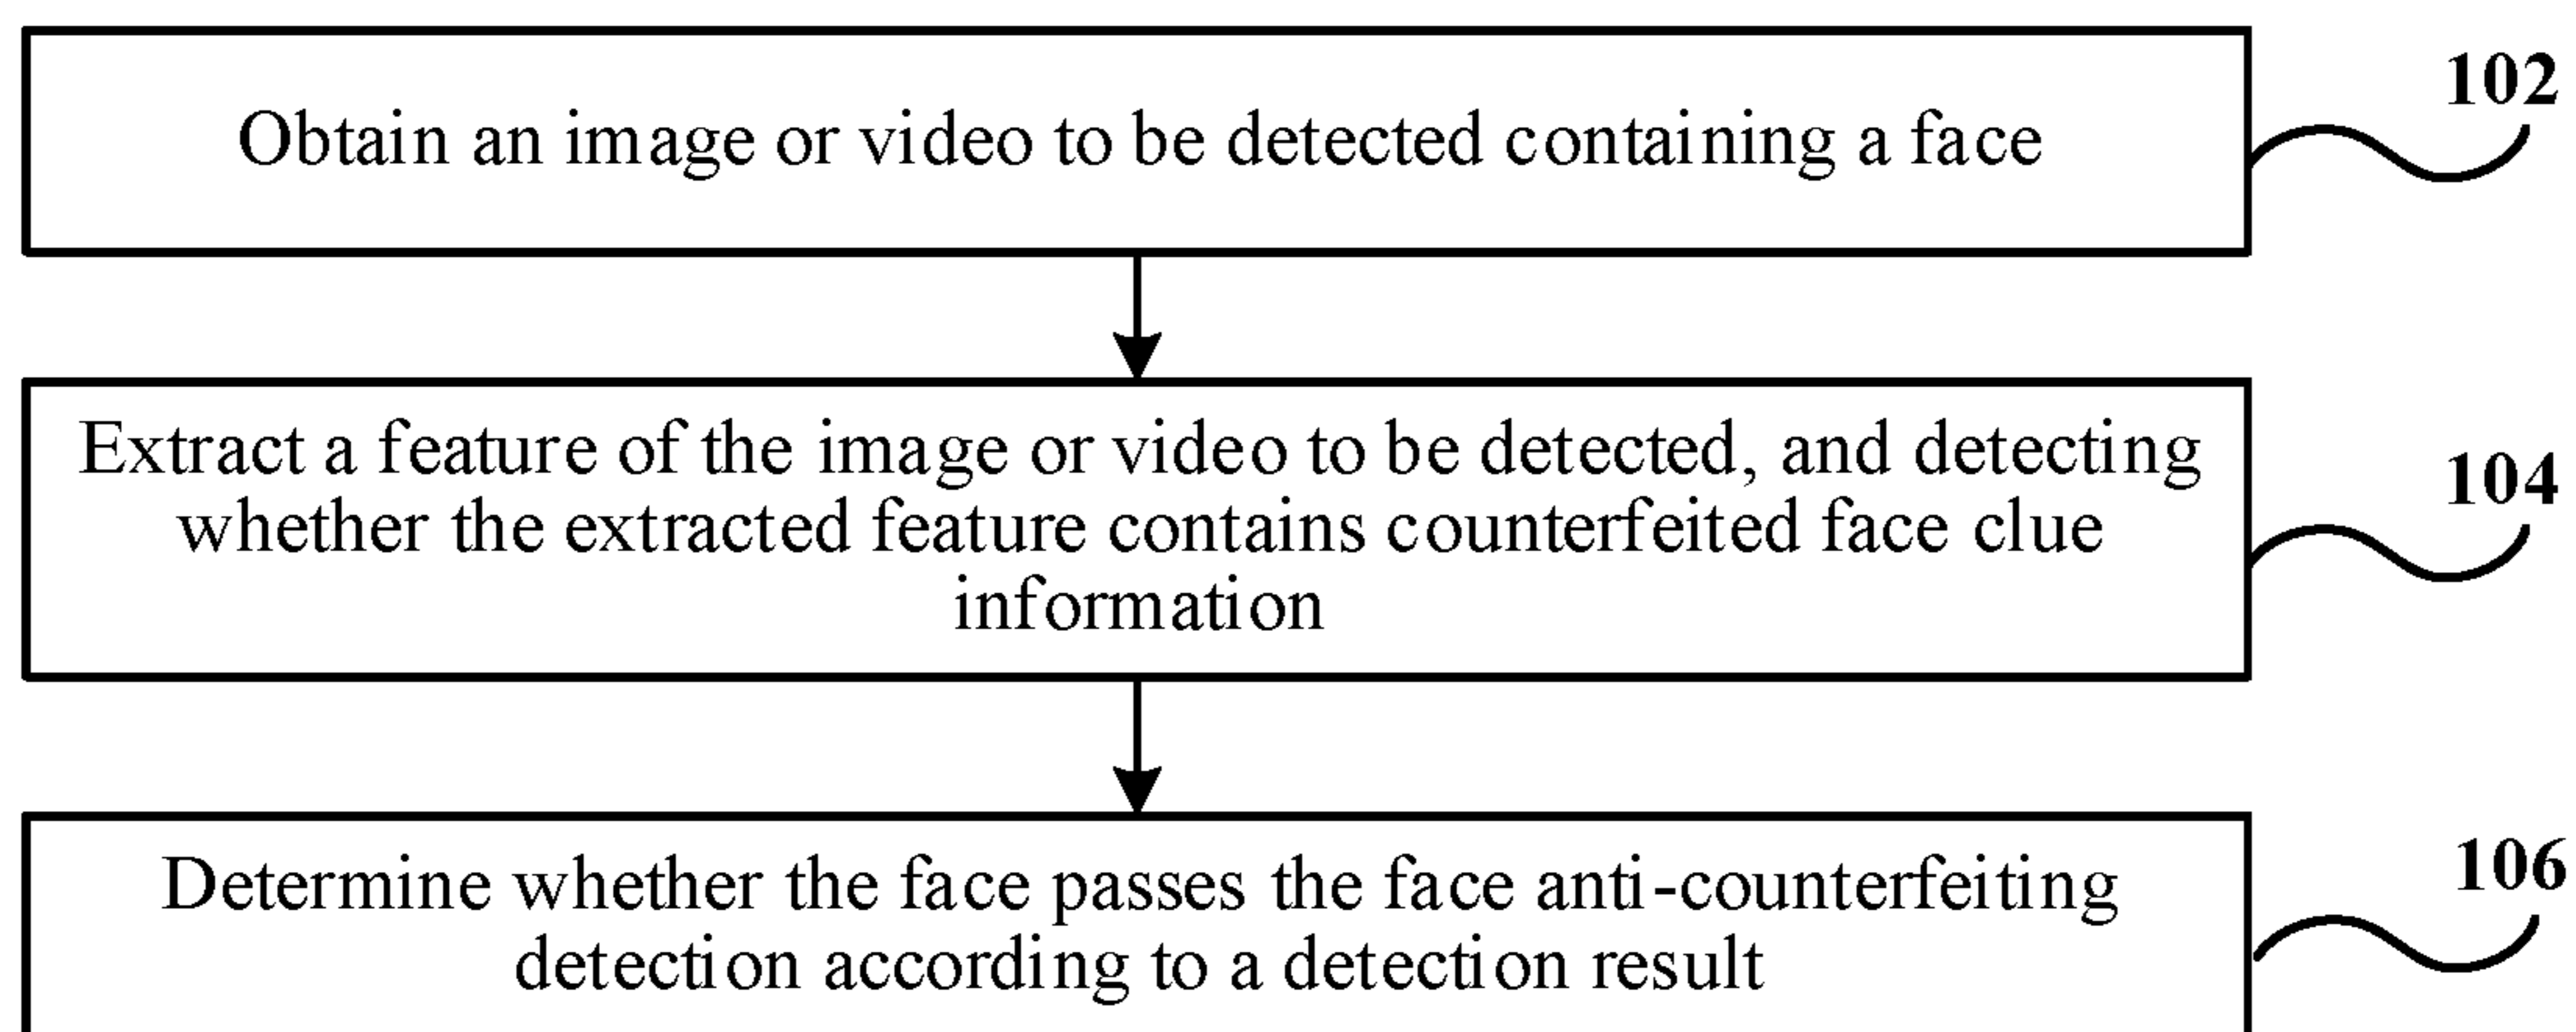 Obtain an image or video to be detected containing a face
102
Extract a feature of the image or video to be detected, and detecting
whether the extracted feature contains counterfeited face clue
information
104
Determine whether the face passes the face anti-counterfeiting
detection according to a detection result
106